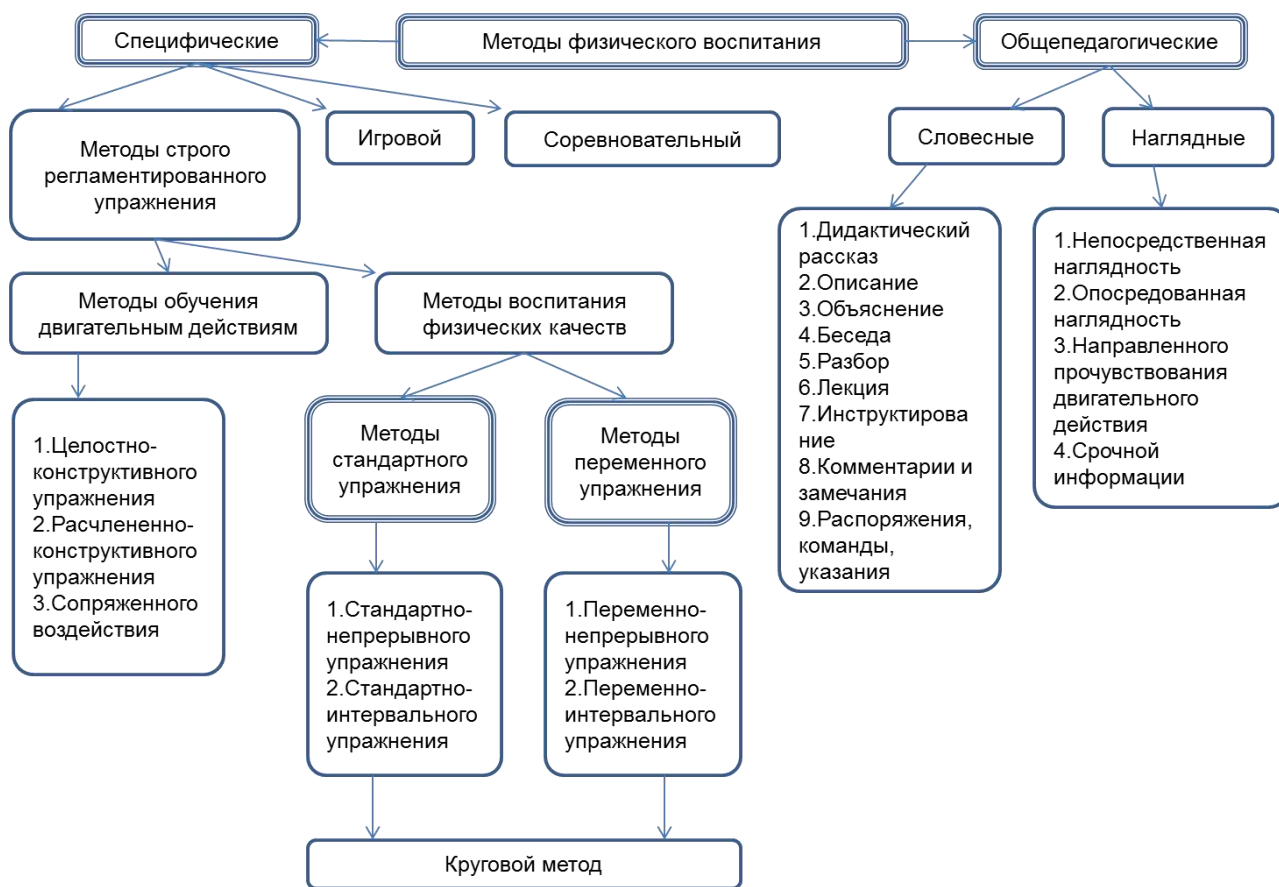 Специфические
Методы физического воспитания
Общепедагогические
Методы строго
регламентированного
упражнения
Игровой
Соревновательный
Словесные
Наглядные
Методы обучения
двигательным действиям
Методы воспитания
физических качеств
1.Дидактический
рассказ
2.Описание
3.Объяснение
4.Беседа
5.Разбор
6.Лекция
7.Инструктирова
ние
8.Комментарии и
замечания
9.Распоряжения,
команды,
указания
1.Непосредственная
наглядность
2.Опосредованная
наглядность
3.Направленного
прочувствования
двигательного
действия
4.Срочной
информации
1.Целостно-
конструктивного
упражнения
2.Расчлененно-
конструктивного
упражнения
3.Сопряженного
воздействия
Методы
стандартного
упражнения
Методы
переменного
упражнения
1.Стандартно-
непрерывного
упражнения
2.Стандартно-
интервального
упражнения
1.Переменно-
непрерывного
упражнения
2.Переменно-
интервального
упражнения
Круговой метод